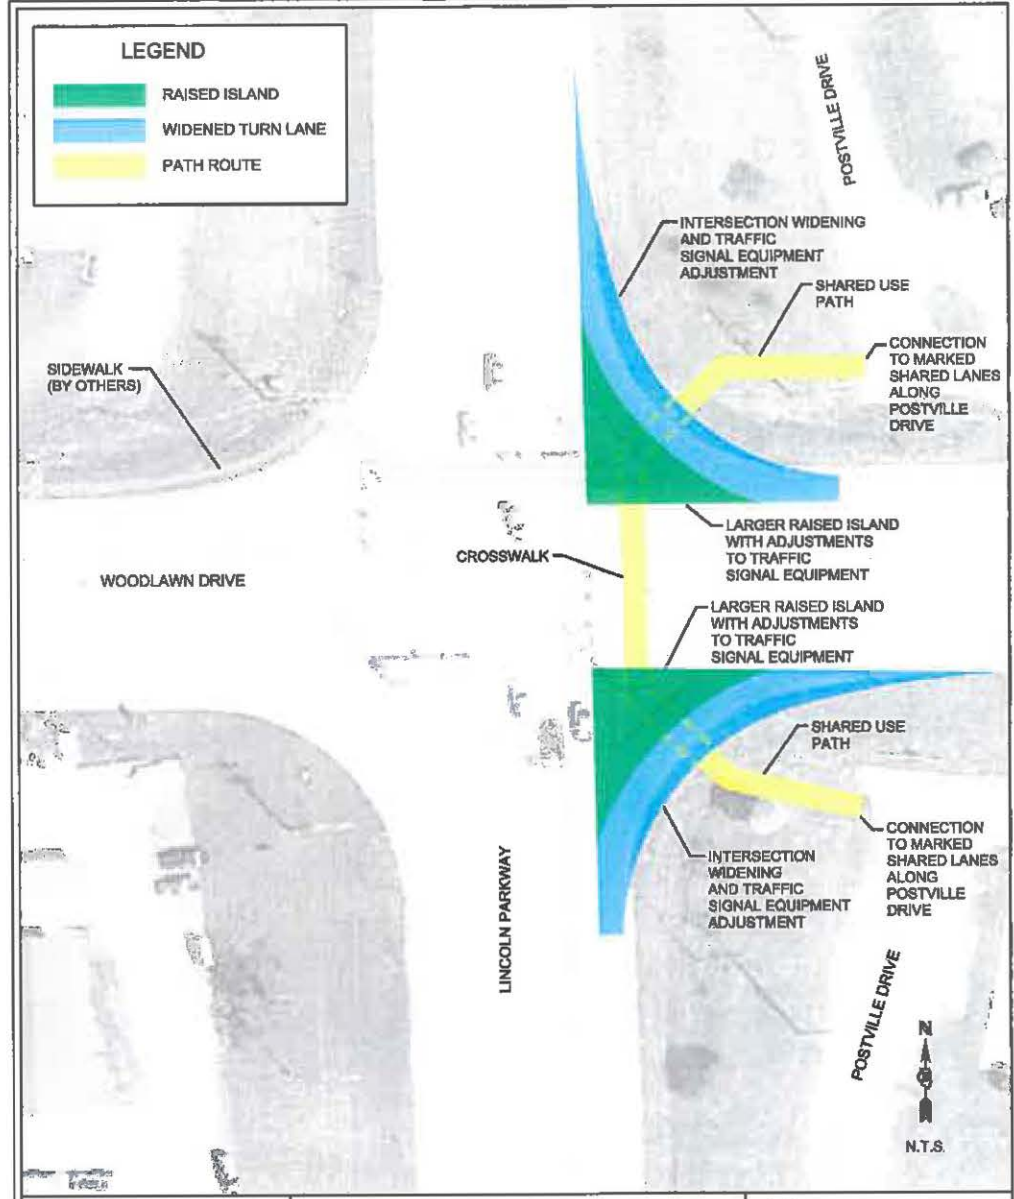 LEGEND
RAISED ISLAND
WIDENED TURN LANE
PATH ROUTE
POSTVILLE DRIVE
INTERSECTION WIDENING
AND TRAFFIC
SIGNAL EQUIPMENT
ADJUSTMENT
SHARED USE
PATH
SIDEWALK
(BY OTHERS)
CONNECTION
TO MARKED
SHARED LANES
ALONG
POSTVILLE
DRIVE
LARGER RAISED ISLAND
WITH ADJUSTMENTS
TO TRAFFIC
SIGNAL EQUIPMENT
CROSSWALK
WOODLAWN DRIVE
LARGER RAISED ISLAND
WITH ADJUSTMENTS
TO TRAFFIC
SIGNAL EQUIPMENT
SHARED USE
PATH
CONNECTION
TO MARKED
SHARED LANES
ALONG
POSTVILLE
DRIVE
INTERSECTION
WIDENING
AND TRAFFIC
SIGNAL EQUIPMENT
ADJUSTMENT
LINCOLN PARKWAY
POSTVILLE DRIVE
N
N.T.S.